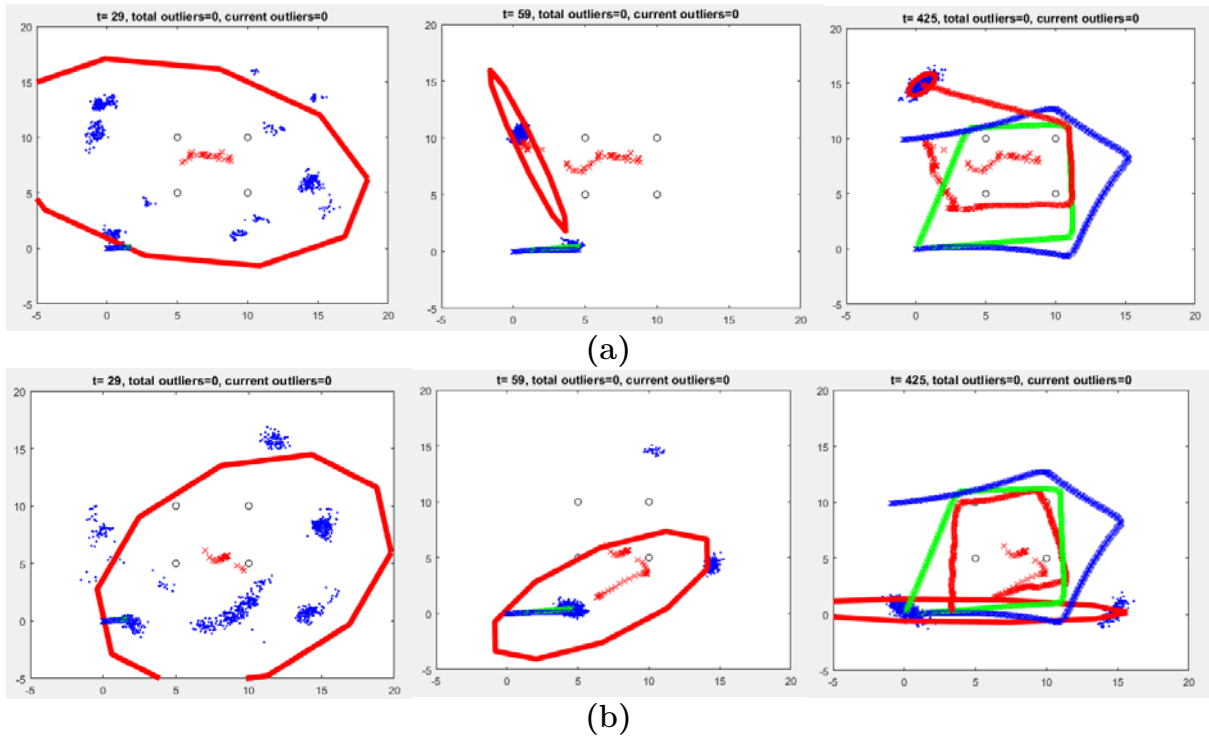 t= 29, total outliers=0, current outliers=0
t= 59, total outliers=0, current outliers=0
t= 425, total outliers=0, current outliers=0
20 20 20
15 15 15
10 10 10
5 5 5
0 0 0
-5 -5 -5
-5 0 5 10 15 20
-5 0 5 10 15 20
-5 0 5 10 15 20
(a)
t= 29, total outliers=0, current outliers=0
t= 59, total outliers=0, current outliers=0
t= 425, total outliers=0, current outliers=0
20 20 20
15 15 15
10 10 10
5 5 5
0 0 0
-5 -5 -5
-5 0 5 10 15 20
-5 0 5 10 15 20
-5 0 5 10 15 20
(b)